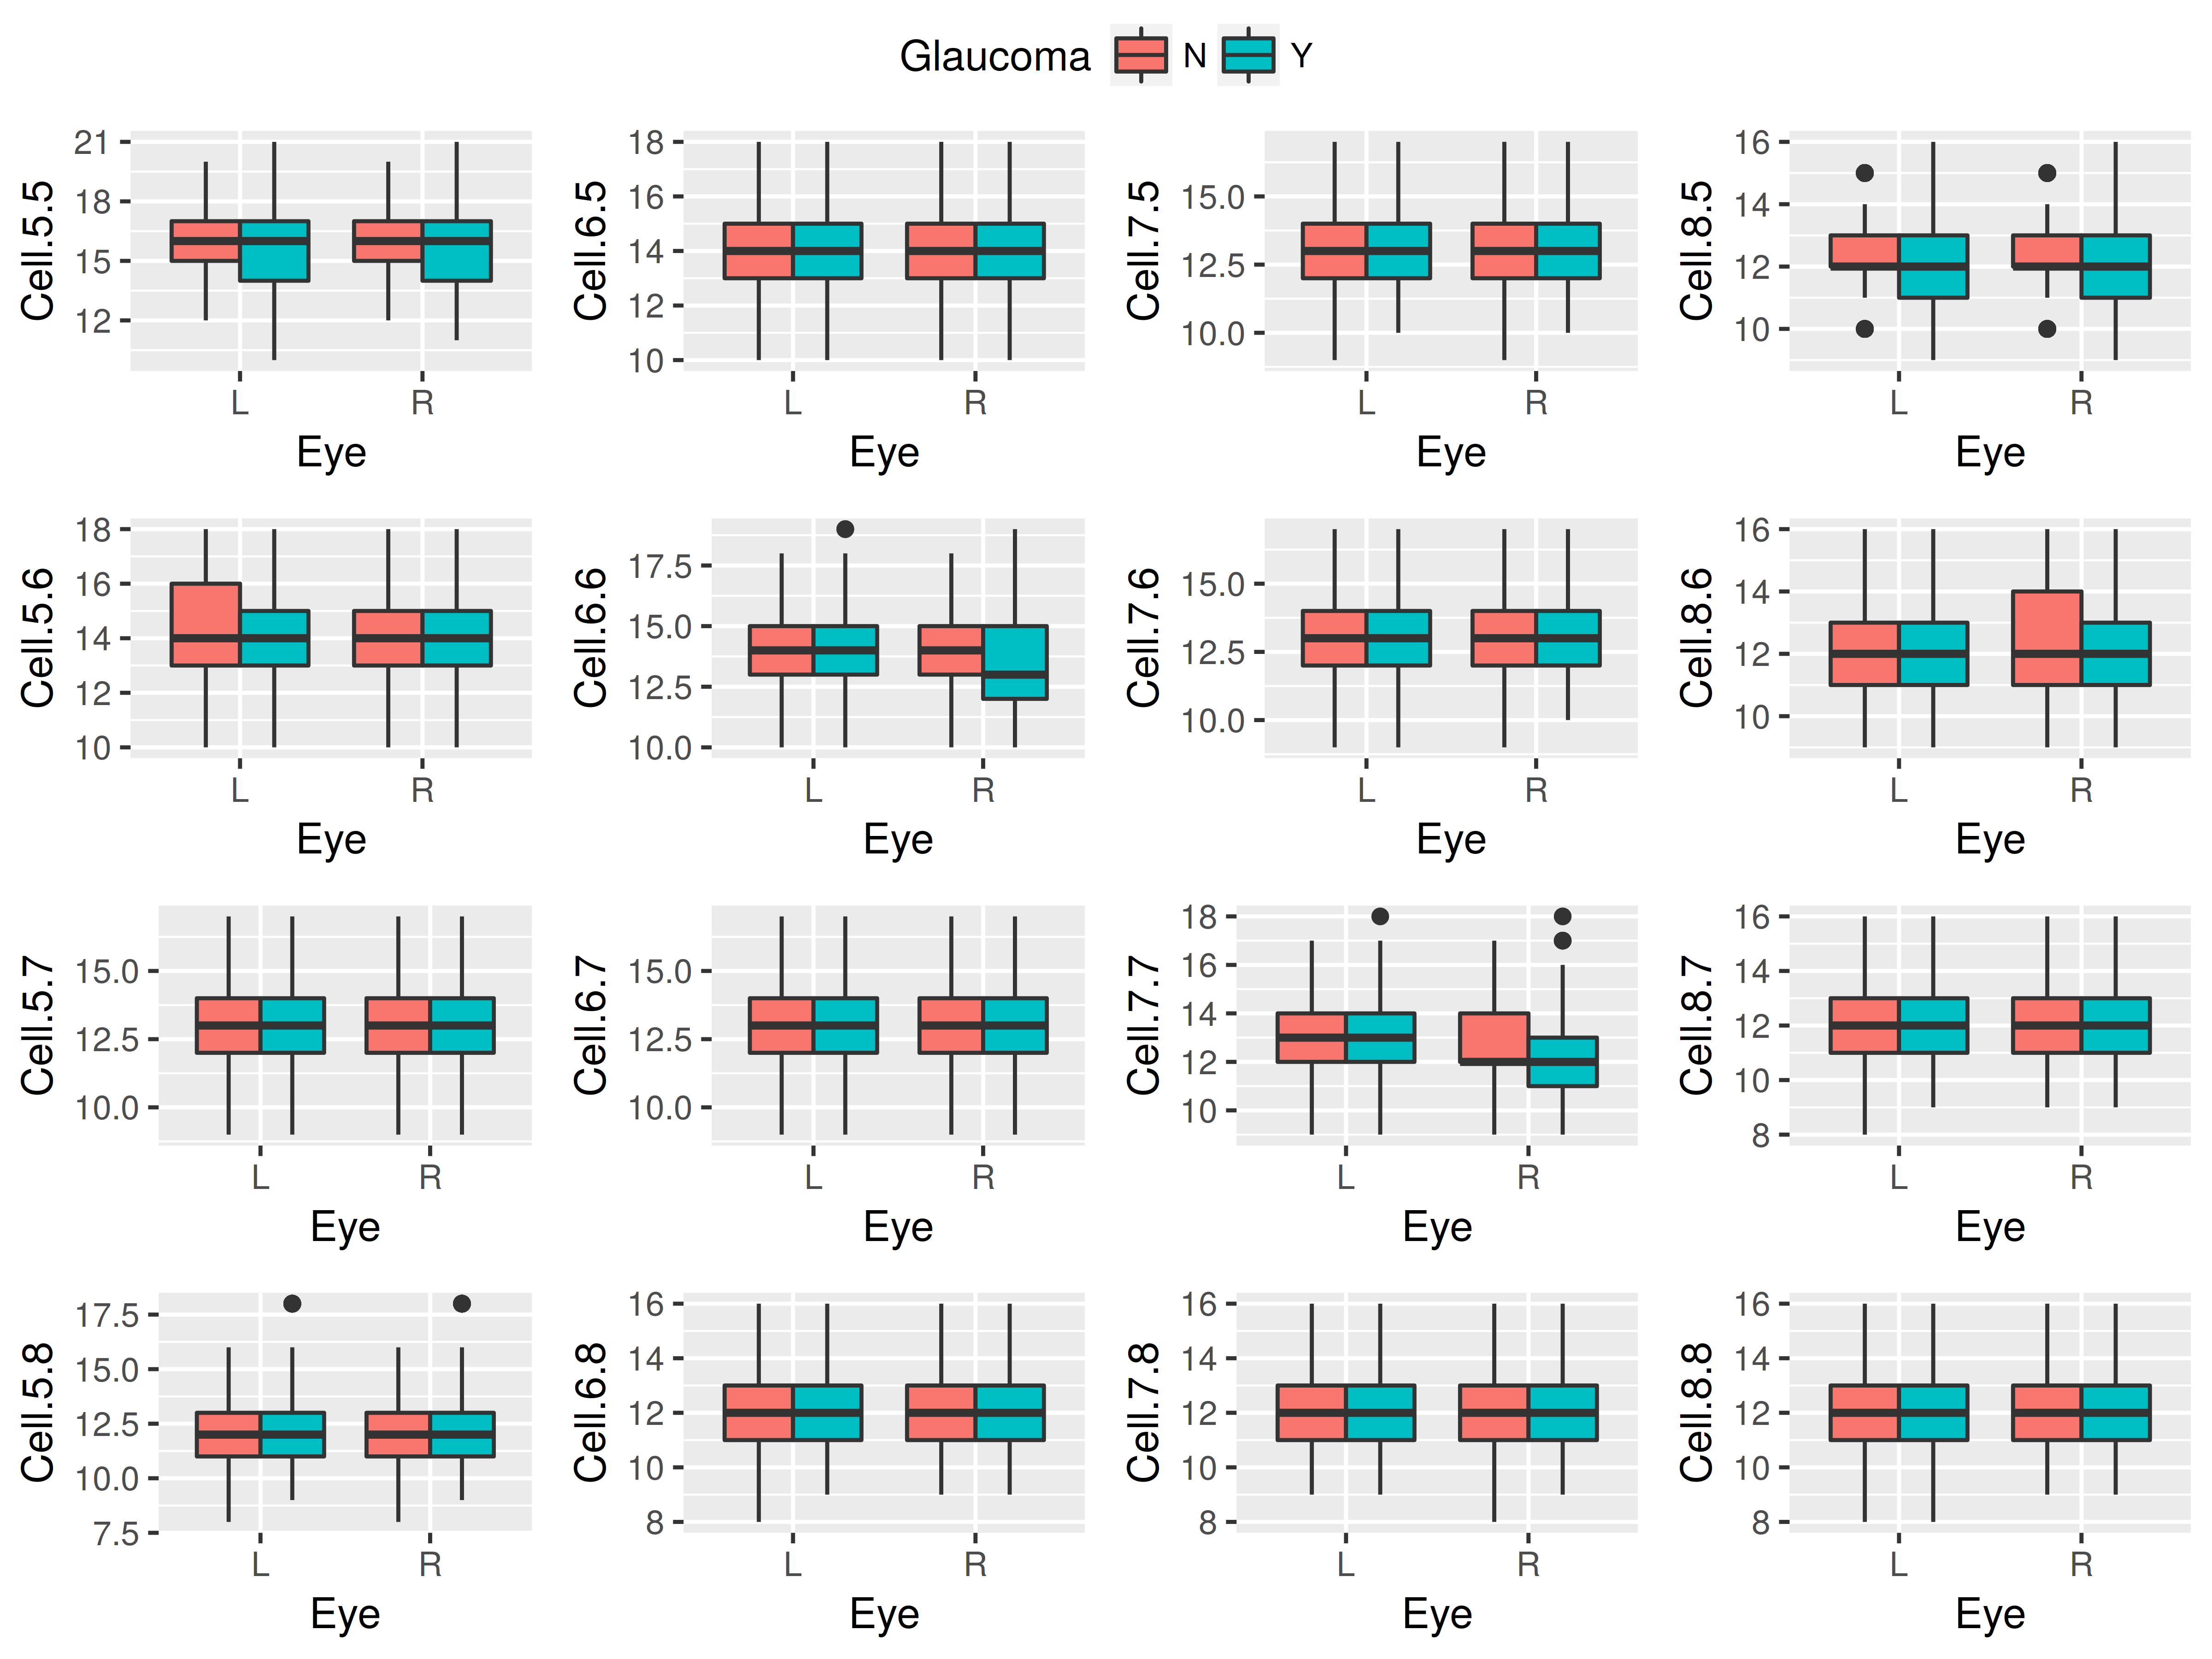 Glaucoma N Y
Cell.5.5
21
18
15
12
L R
Eye
Cell.6.5
18
16
14
12
10
L R
Eye
Cell.7.5
15.0
12.5
10.0
L R
Eye
Cell.8.5
16
14
12
10
L R
Eye
Cell.5.6
18
16
14
12
10
L R
Eye
Cell.6.6
17.5
15.0
12.5
10.0
L R
Eye
Cell.7.6
15.0
12.5
10.0
L R
Eye
Cell.8.6
16
14
12
10
L R
Eye
Cell.5.7
15.0
12.5
10.0
L R
Eye
Cell.6.7
15.0
12.5
10.0
L R
Eye
Cell.7.7
18
16
14
12
10
L R
Eye
Cell.8.7
16
14
12
10
8
L R
Eye
Cell.5.8
17.5
15.0
12.5
10.0
7.5
L R
Eye
Cell.6.8
16
14
12
10
8
L R
Eye
Cell.7.8
16
14
12
10
8
L R
Eye
Cell.8.8
16
14
12
10
8
L R
Eye